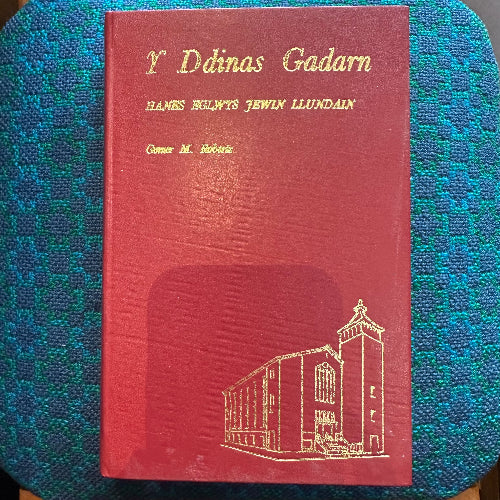 Y Ddinas Gadarn
HANES EGLWYS JEWIN LLUNDAIN
Gomer M. Roberts